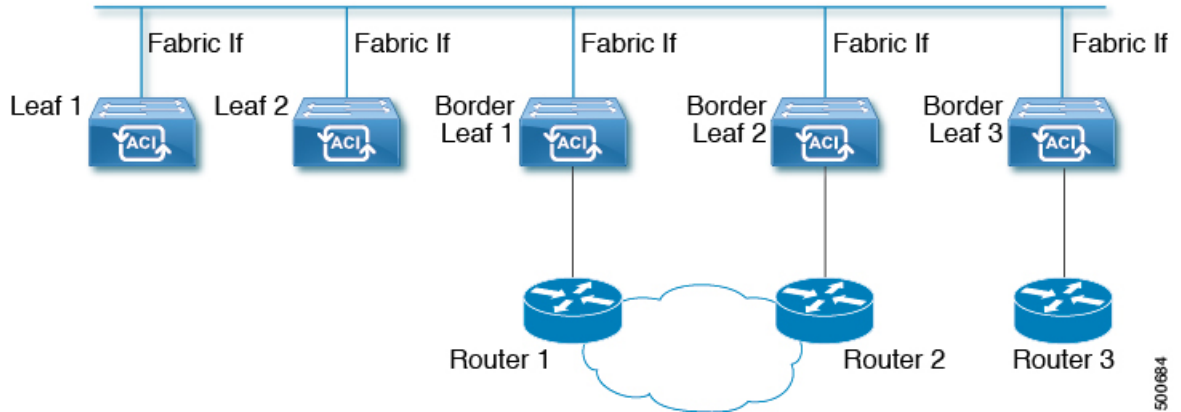 Fabric If
Fabric If
Fabric If
Fabric If
Fabric If
Leaf 1
Leaf 2
Border
Leaf 1
Border
Leaf 2
Border
Leaf 3
ACI
ACI
ACI
ACI
ACI
Router 1
Router 2
Router 3
500684